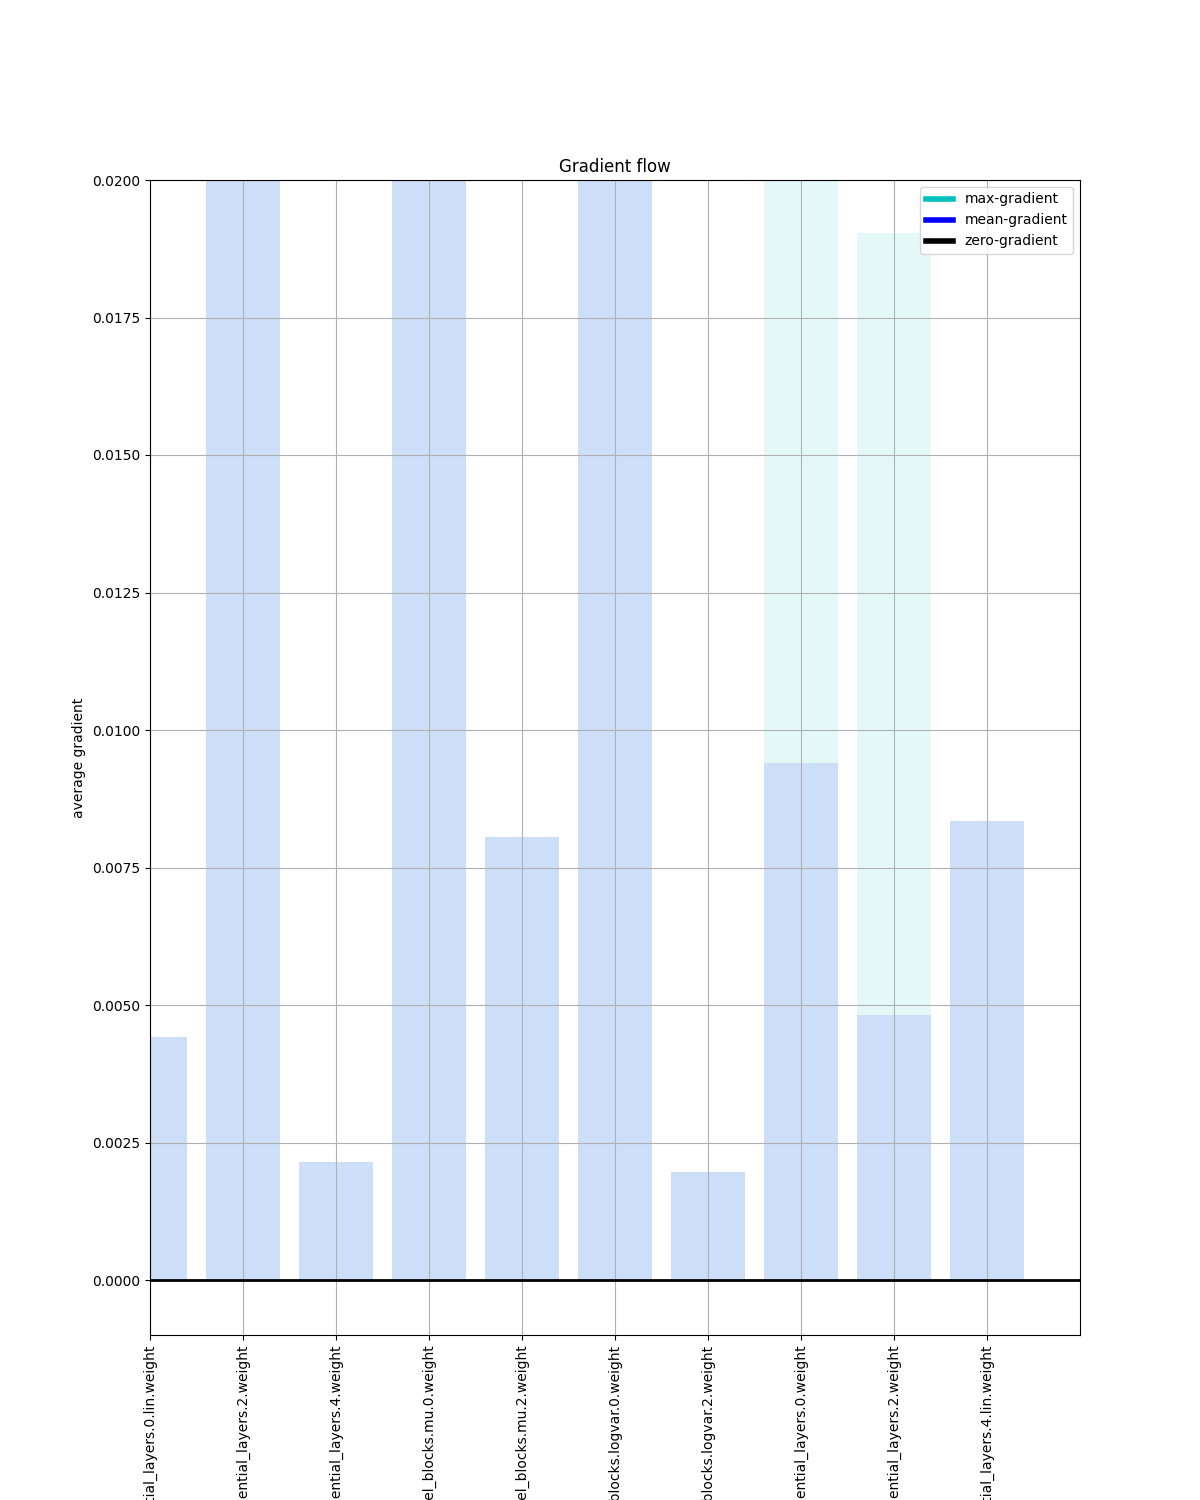 Gradient flow
max-gradient
mean-gradient
zero-gradient
0.0200
0.0175
0.0150
0.0125
0.0100
0.0075
0.0050
0.0025
0.0000
average gradient
tial_layers.0.lin.weight
ential_layers.2.weight
ential_layers.4.weight
el_blocks.mu.0.weight
el_blocks.mu.2.weight
blocks.logvar.0.weight
blocks.logvar.2.weight
ential_layers.0.weight
ential_layers.2.weight
tial_layers.4.lin.weight